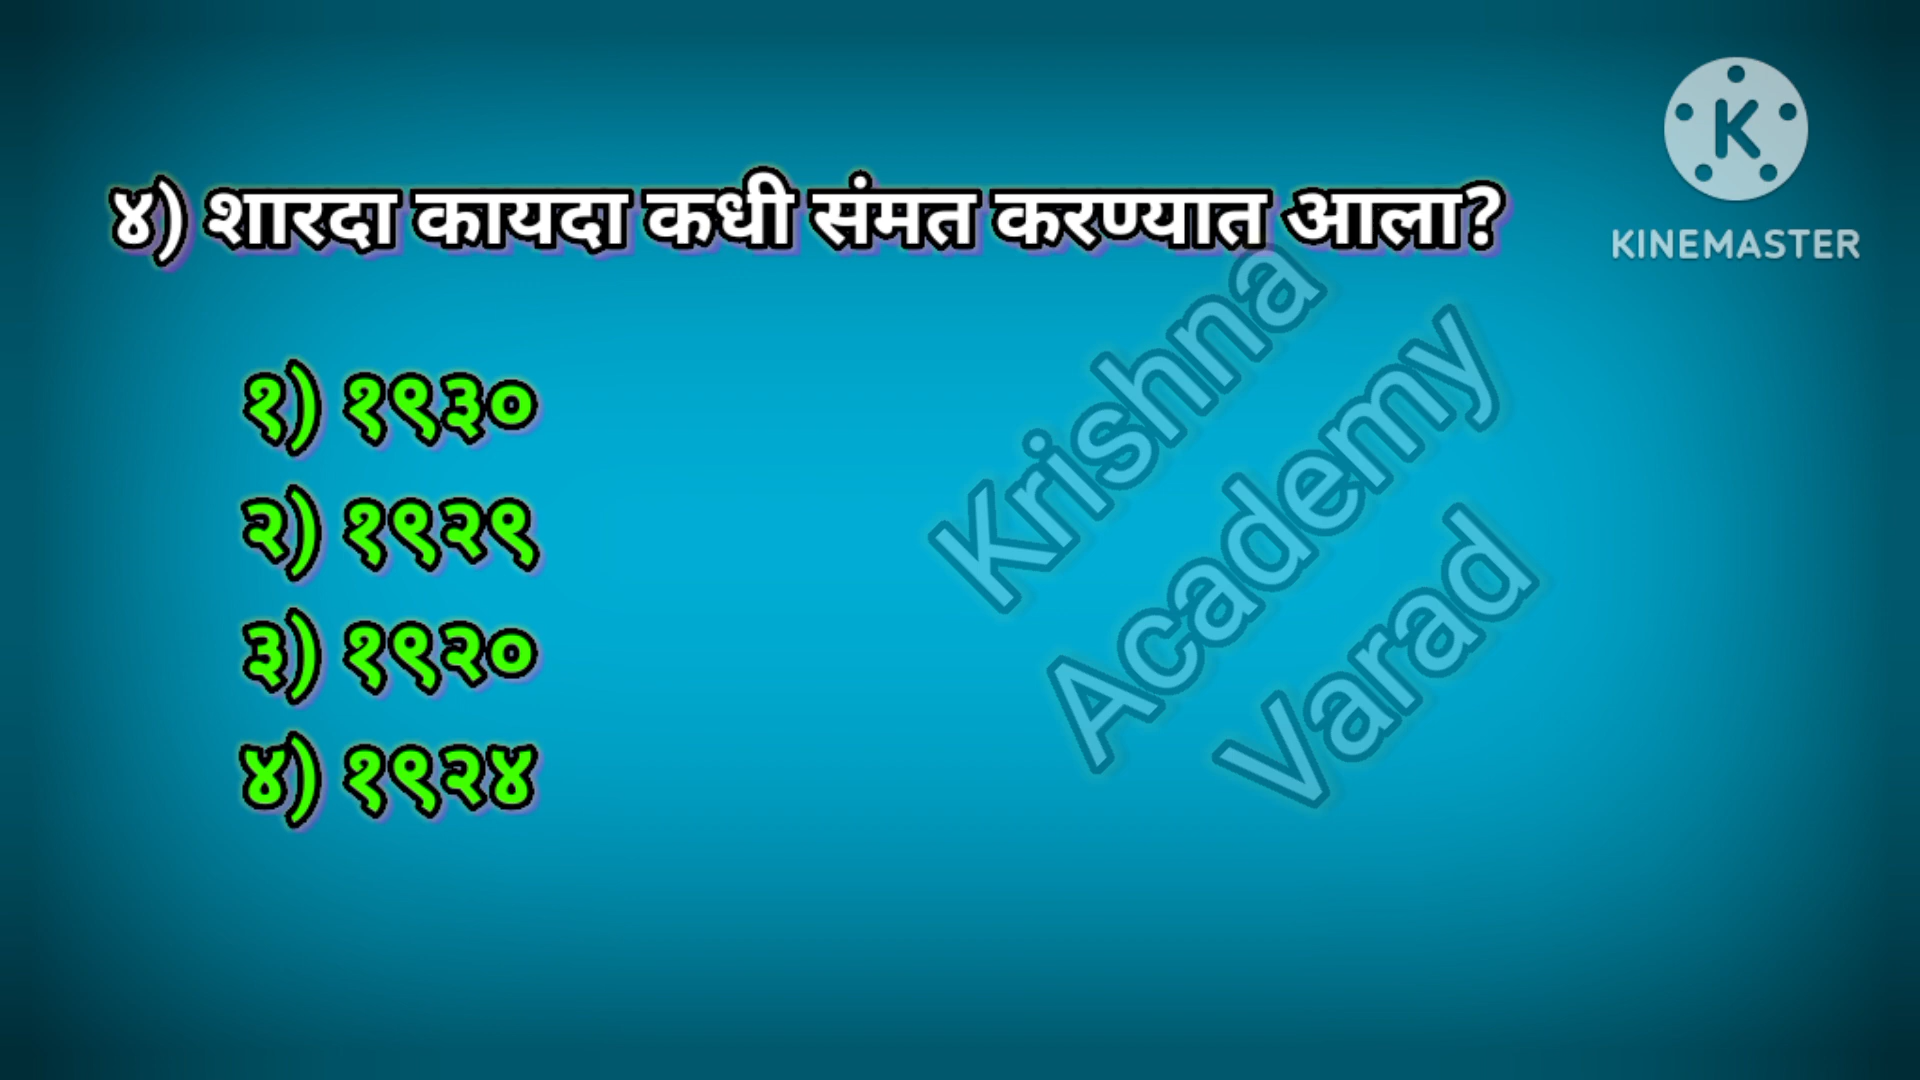 ४) शारदा कायदा कधी संमत करण्यात आला?
K
KINEMASTER
१) १९३०
२) १९२९
३) १९२०
४) १९२४
Krishna
Academy
Varad